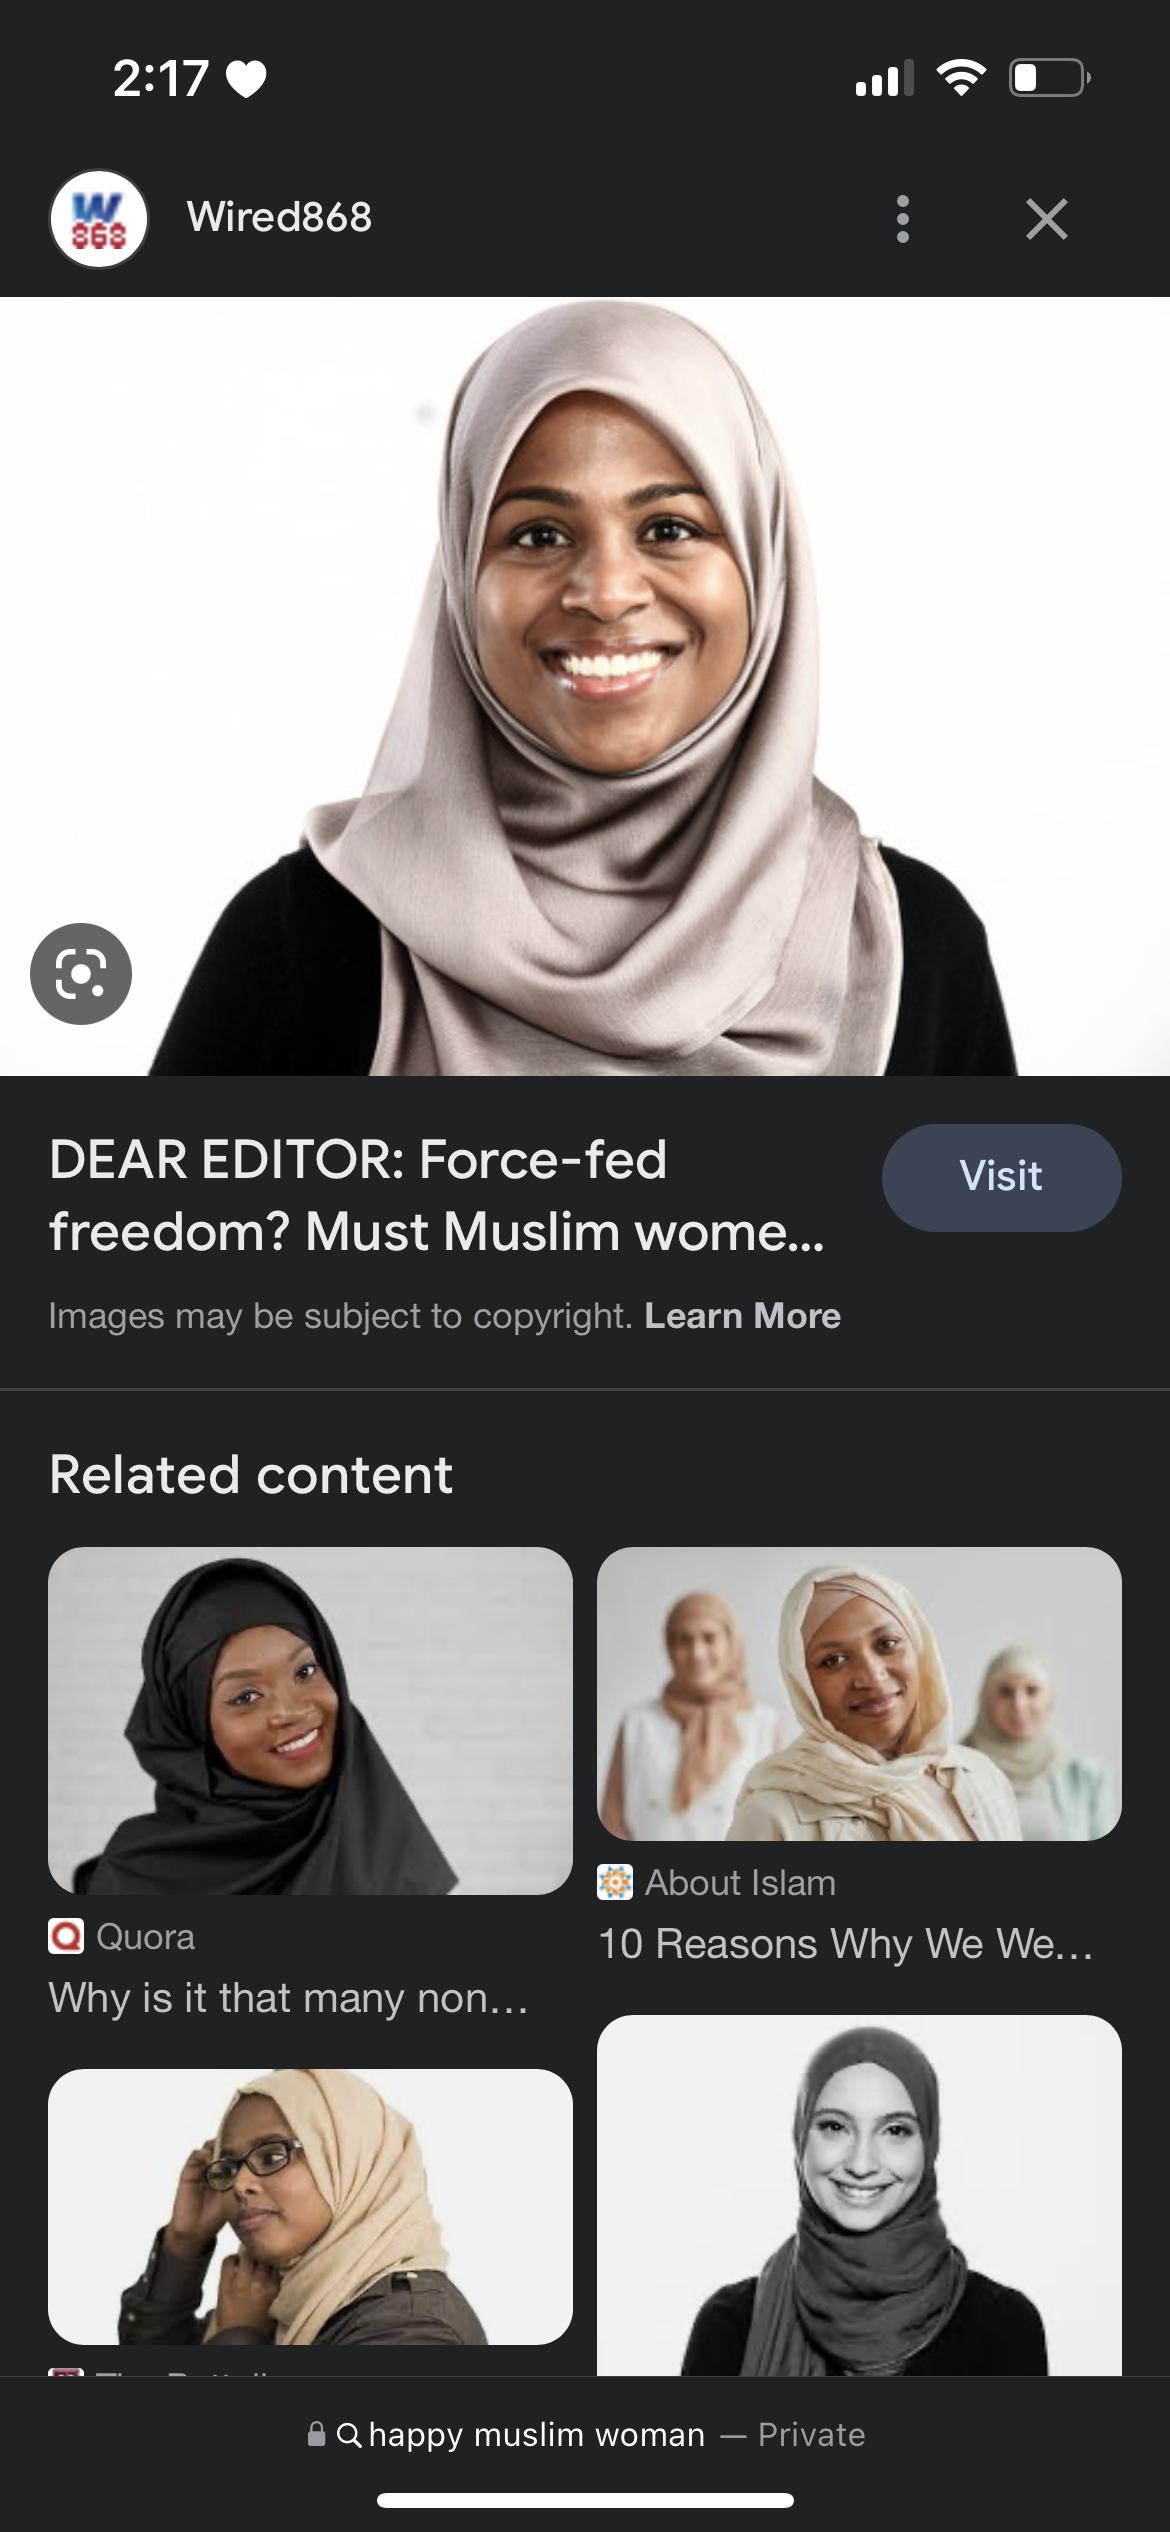 2:17
W
868
Wired868
DEAR EDITOR: Force-fed
freedom? Must Muslim wome...
Visit
Images may be subject to copyright. Learn More
Related content
Quora
Why is it that many non...
About Islam
10 Reasons Why We We...
happy muslim woman — Private